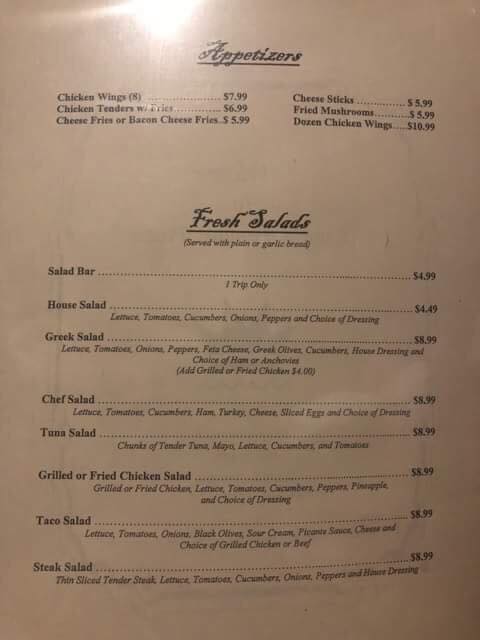 Appetizers
Chicken Wings (8) ...................... $7.99
Chicken Tenders w/ Fries.............. $6.99
Cheese Fries or Bacon Cheese Fries..$ 5.99
Cheese Sticks .............. $ 5.99
Fried Mushrooms.......... $ 5.99
Dozen Chicken Wings.....$10.99
Fresh Salads
(Served with plain or garlic bread)
Salad Bar ........................................ $4.99
1 Trip Only
House Salad ........................................ $4.49
Lettuce, Tomatoes, Cucumbers, Onions, Peppers and Choice of Dressing
Greek Salad ........................................ $8.99
Lettuce, Tomatoes, Onions, Peppers, Feta Cheese, Greek Olives, Cucumbers, House Dressing and
Choice of Ham or Anchovies
(Add Grilled or Fried Chicken $4.00)
Chef Salad ........................................ $8.99
Lettuce, Tomatoes, Cucumbers, Ham, Turkey, Cheese, Sliced Eggs and Choice of Dressing
Tuna Salad ........................................ $8.99
Chunks of Tender Tuna, Mayo, Lettuce, Cucumbers, and Tomatoes
Grilled or Fried Chicken Salad ........................................ $8.99
Grilled or Fried Chicken, Lettuce, Tomatoes, Cucumbers, Peppers, Pineapple,
and Choice of Dressing
Taco Salad ........................................ $8.99
Lettuce, Tomatoes, Onions, Black Olives, Sour Cream, Picante Sauce, Cheese and
Choice of Grilled Chicken or Beef
Steak Salad ........................................ $8.99
Thin Sliced Tender Steak, Lettuce, Tomatoes, Cucumbers, Onions, Peppers and House Dressing